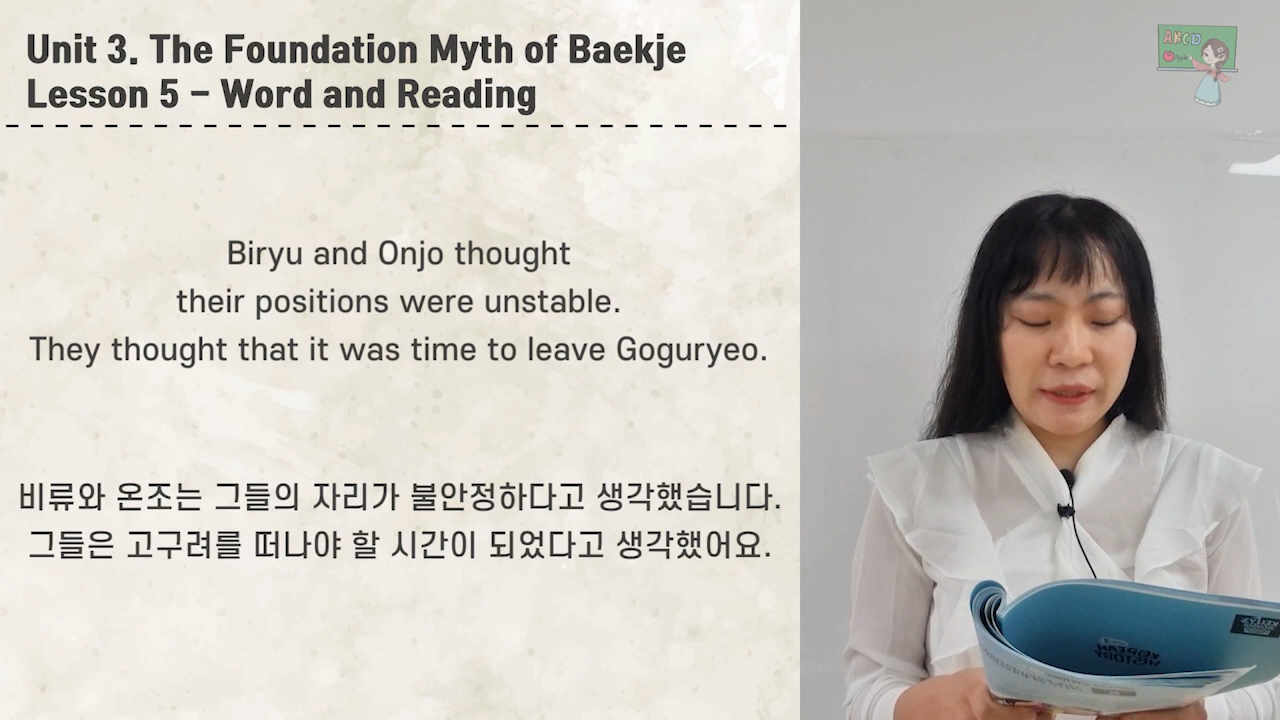 Unit 3. The Foundation Myth of Baekje
Lesson 5 - Word and Reading
Biryu and Onjo thought
their positions were unstable.
They thought that it was time to leave Goguryeo.
비류와 온조는 그들의 자리가 불안정하다고 생각했습니다.
그들은 고구려를 떠나야 할 시간이 되었다고 생각했어요.
ABCD
KOREAN
HISTORY